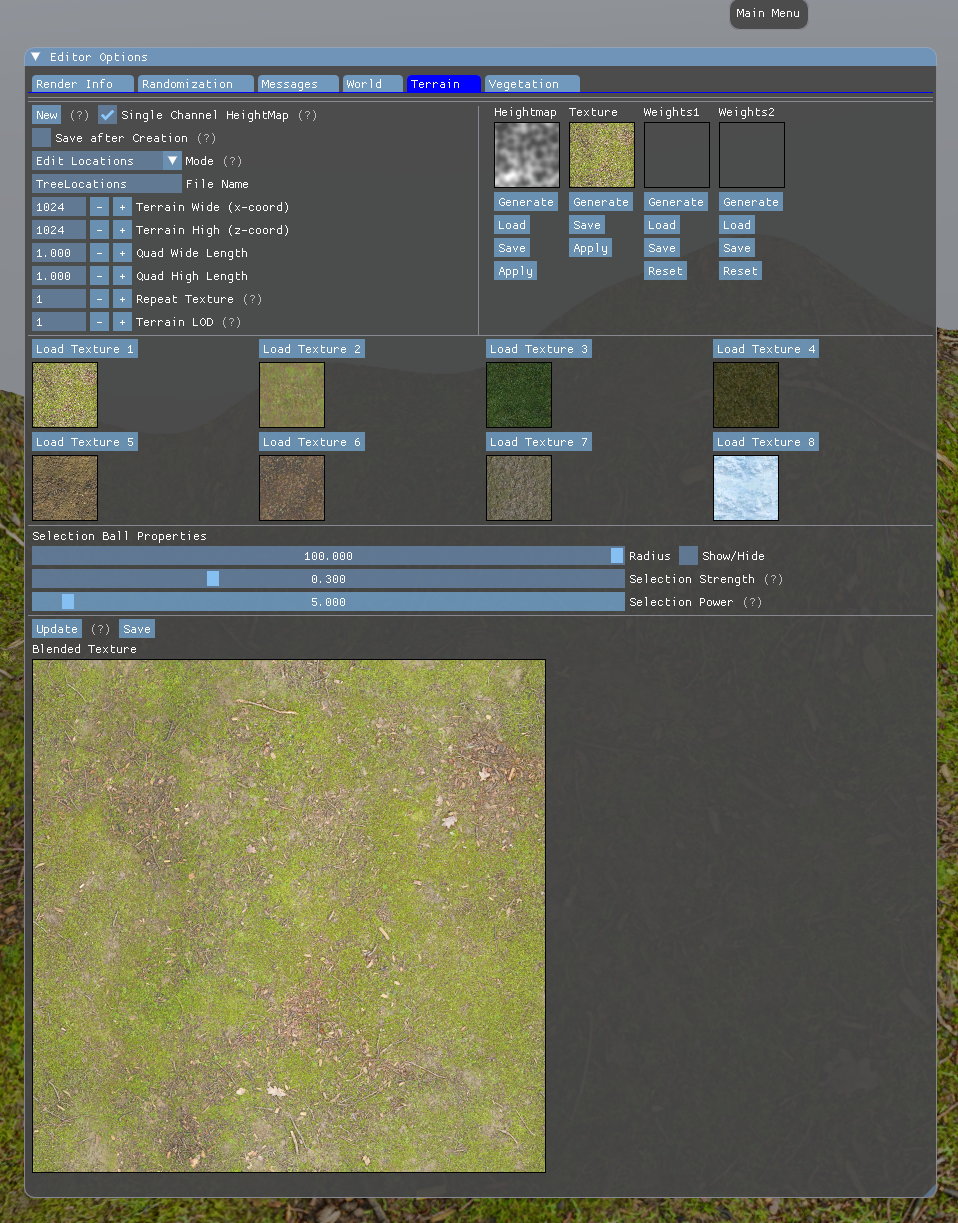 Main Menu
Editor Options
Render Info Randomization Messages World Terrain Vegetation
New (?) Single Channel HeightMap (?)
Save after Creation (?)
Edit Locations Mode (?)
TreeLocations File Name
1024 - + Terrain Wide (x-coord)
1024 - + Terrain High (z-coord)
1.000 - + Quad Wide Length
1.000 - + Quad High Length
1 - + Repeat Texture (?)
1 - + Terrain LOD (?)
Heightmap Texture Weights1 Weights2
Generate Generate Generate Generate
Load Save Load Load
Save Apply Save Save
Apply Reset Reset
Load Texture 1 Load Texture 2 Load Texture 3 Load Texture 4
Load Texture 5 Load Texture 6 Load Texture 7 Load Texture 8
Selection Ball Properties
100.000 Radius Show/Hide
0.300 Selection Strength (?)
5.000 Selection Power (?)
Update (?) Save
Blended Texture